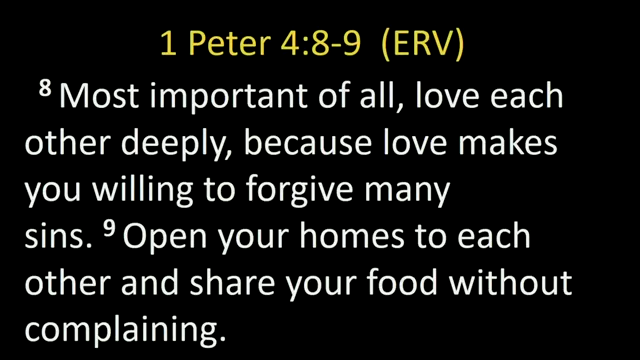 1 Peter 4:8-9 (ERV)
8 Most important of all, love each
other deeply, because love makes
you willing to forgive many
sins. 9 Open your homes to each
other and share your food without
complaining.